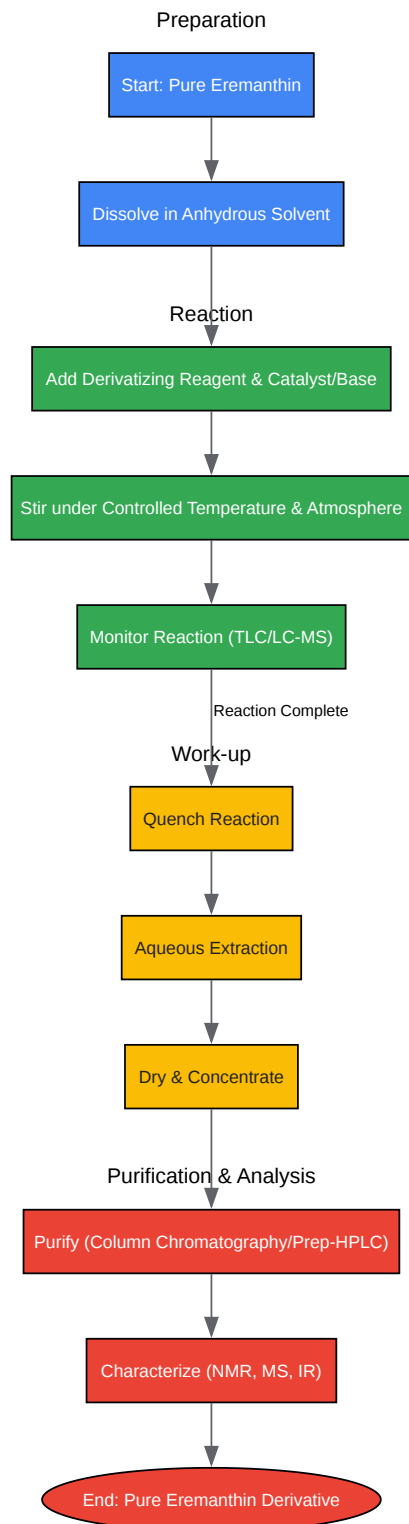 Preparation
Start: Pure Eremanthin
Dissolve in Anhydrous Solvent
Reaction
Add Derivatizing Reagent & Catalyst/Base
Stir under Controlled Temperature & Atmosphere
Monitor Reaction (TLC/LC-MS)
Reaction Complete
Work-up
Quench Reaction
Aqueous Extraction
Dry & Concentrate
Purification & Analysis
Purify (Column Chromatography/Prep-HPLC)
Characterize (NMR, MS, IR)
End: Pure Eremanthin Derivative